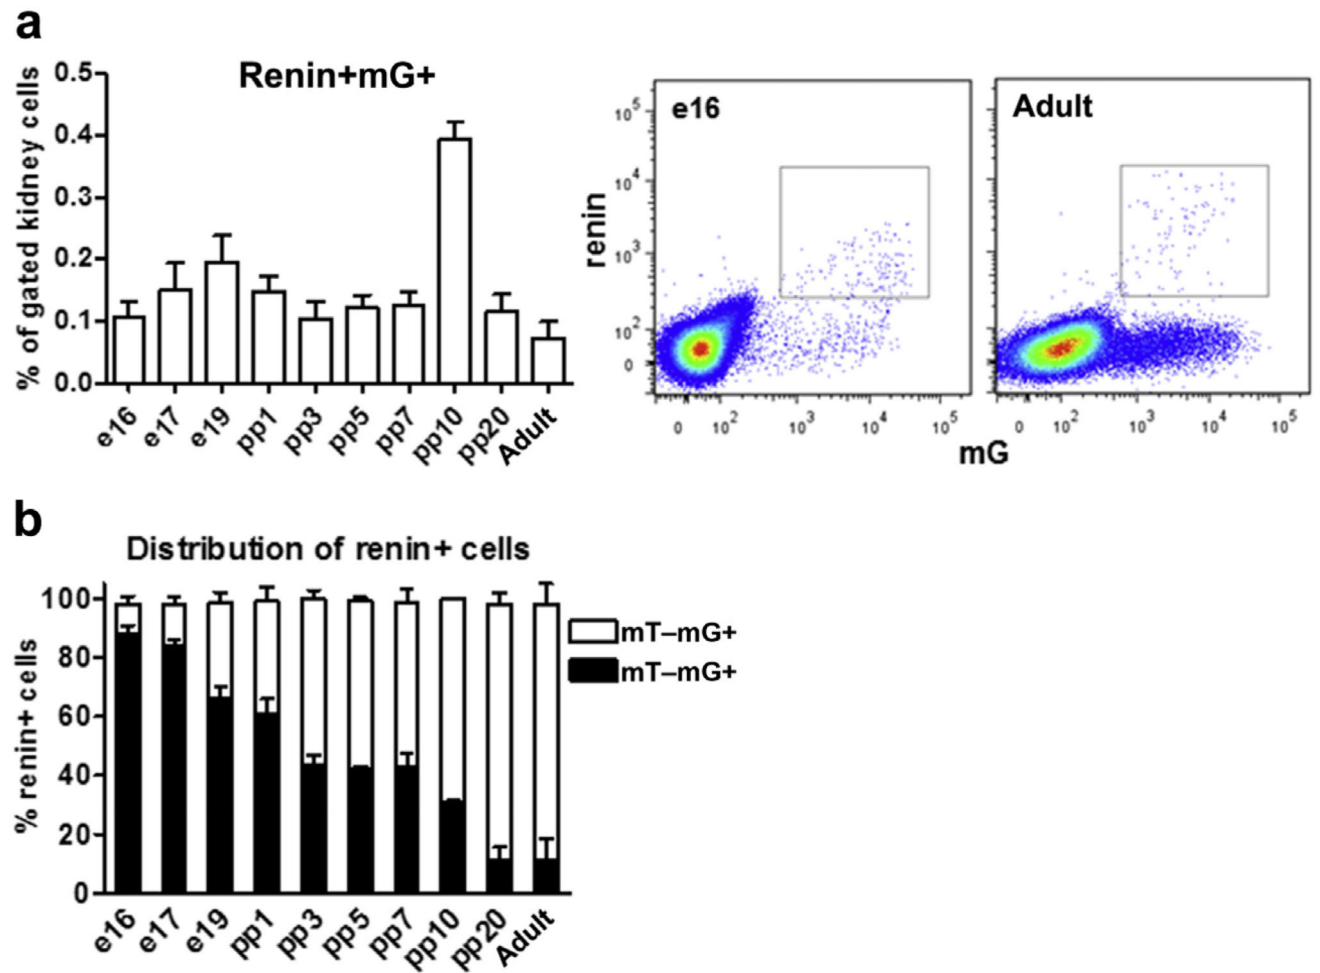 a
Renin+mG+
% of gated kidney cells
0.5
0.4
0.3
0.2
0.1
0.0
e16 e17 e19 pp1 pp3 pp5 pp7 pp10 pp20 Adult
e16
renin
10^5
10^4
10^3
10^2
0
0 10^2 10^3 10^4 10^5
Adult
0 10^2 10^3 10^4 10^5
mG
b
Distribution of renin+ cells
% renin+ cells
100
80
60
40
20
0
e16 e17 e19 pp1 pp3 pp5 pp7 pp10 pp20 Adult
mT–mG+
mT–mG+